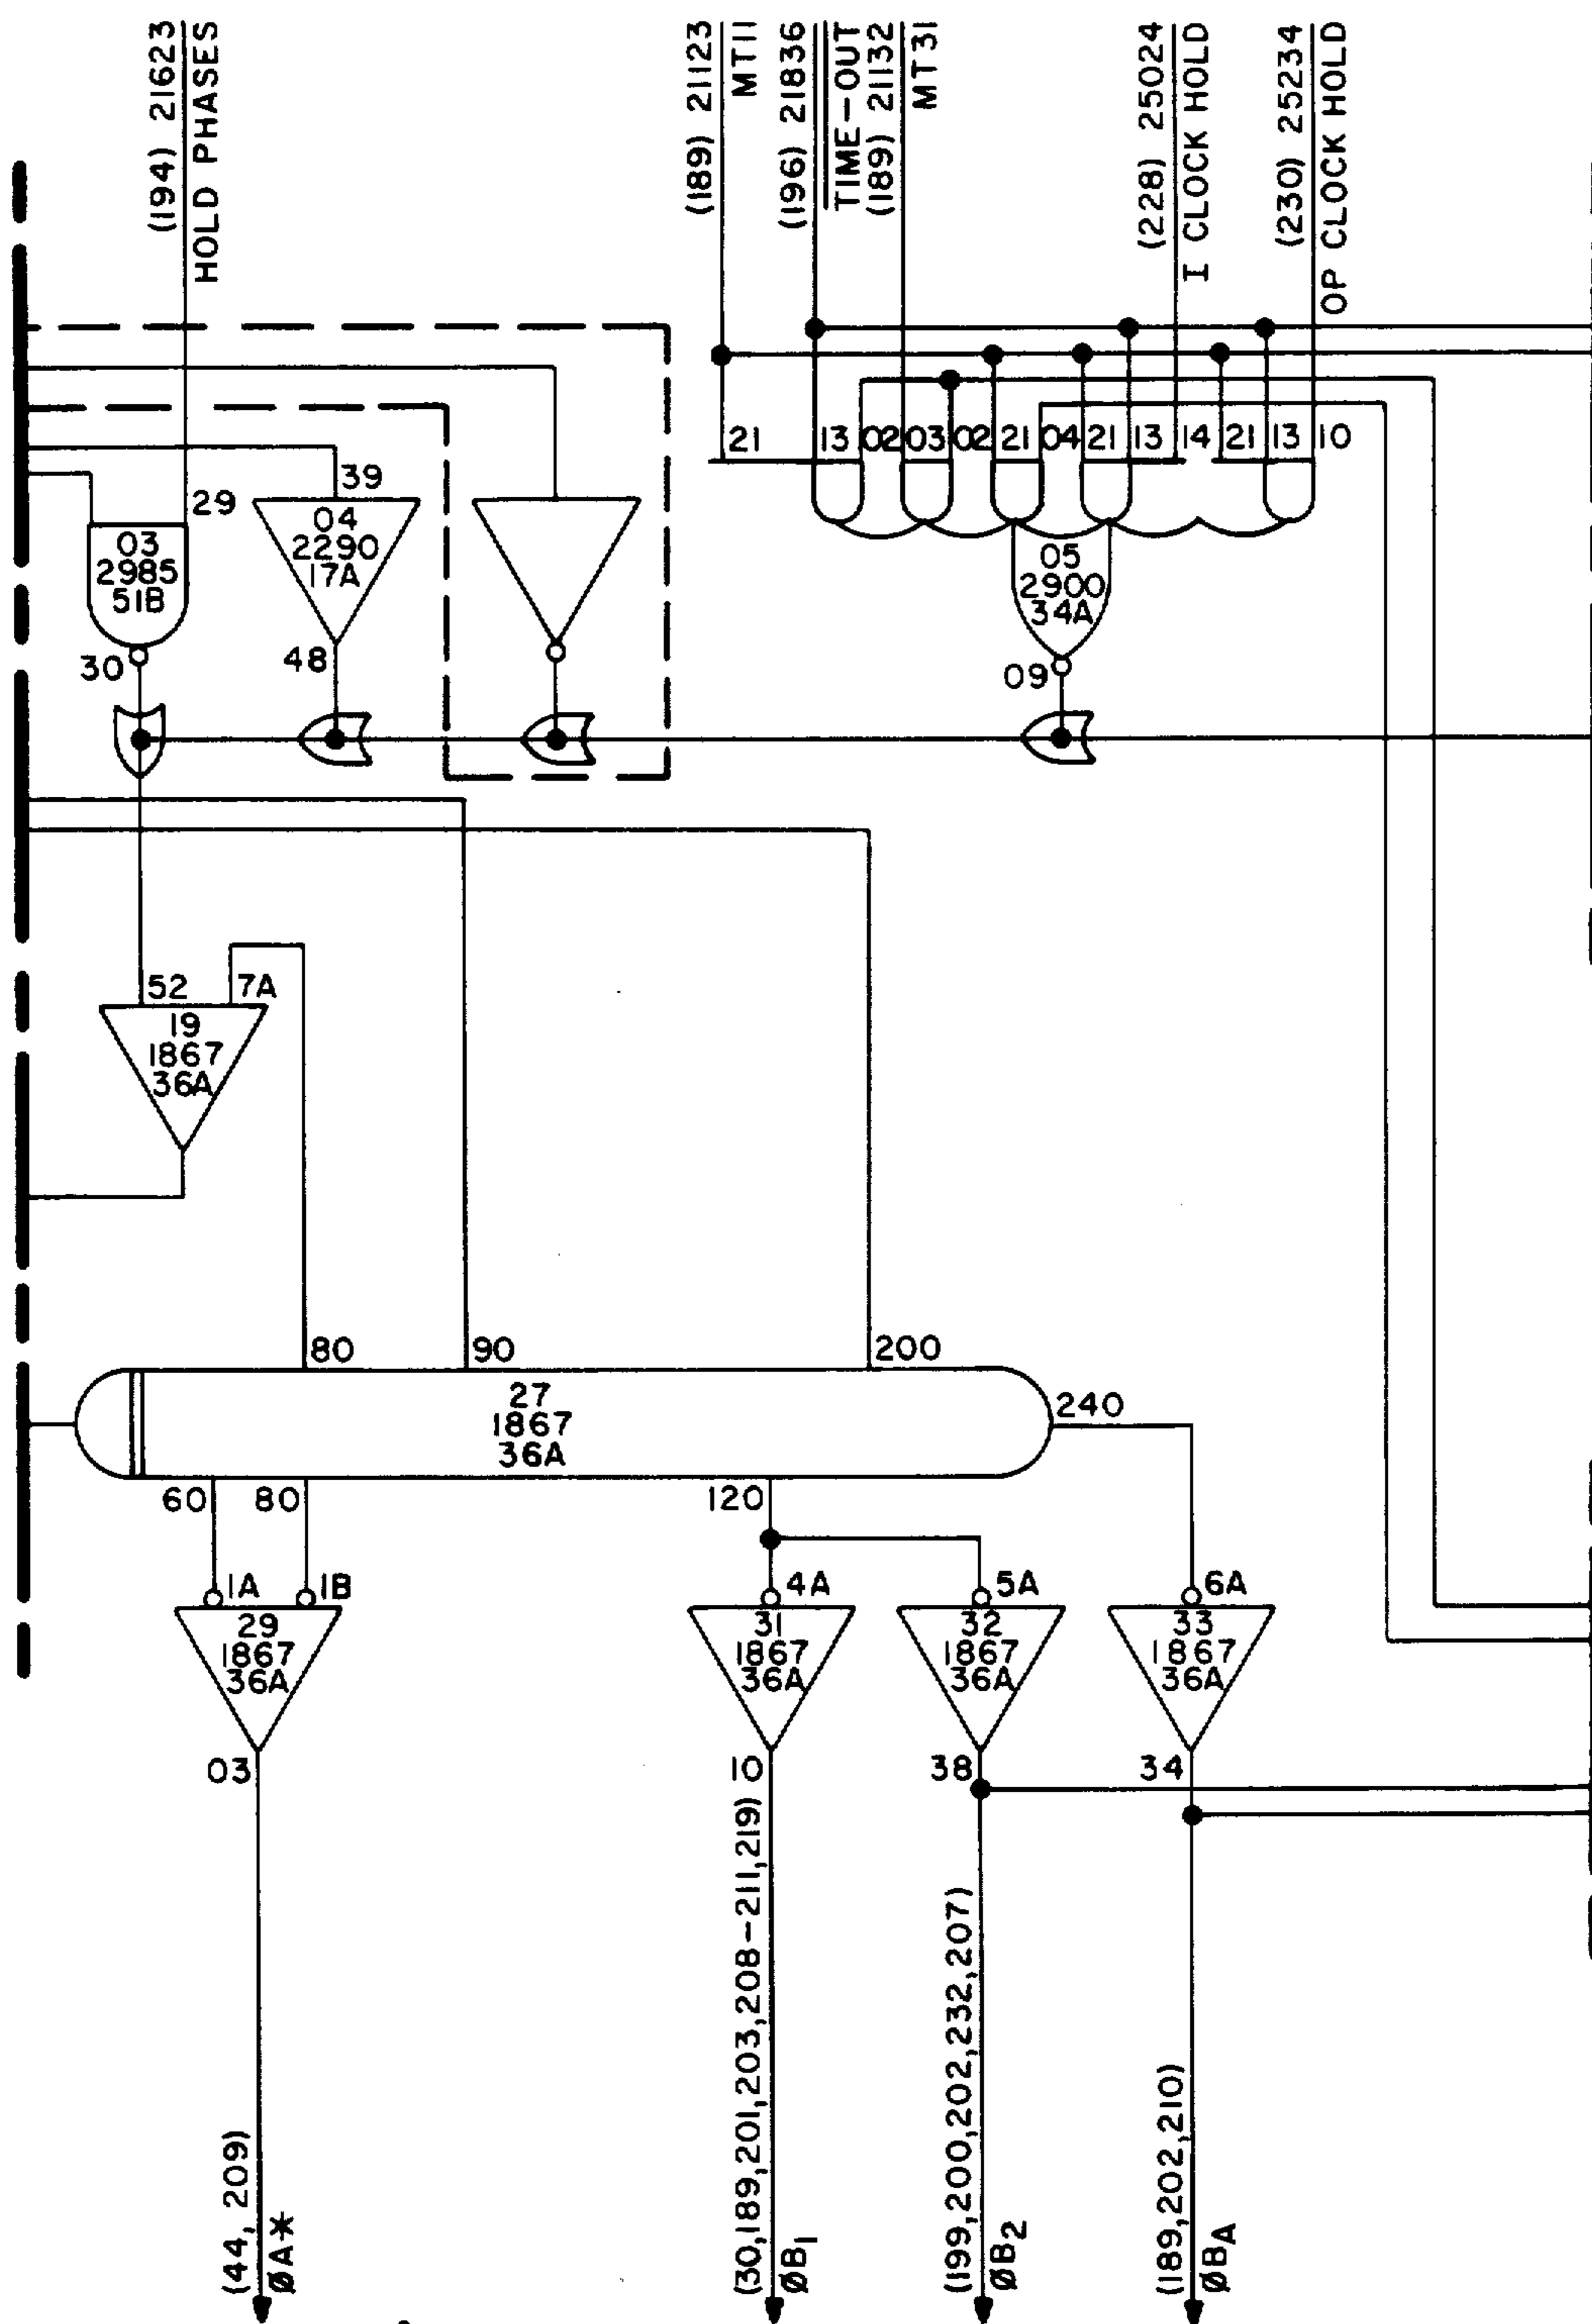 (194) 21623
HOLD PHASES
(189) 21123
MT11
(196) 21836
TIME-OUT
(189) 21132
MT31
(228) 25024
I CLOCK HOLD
(230) 25234
OP CLOCK HOLD
21 13 02 03 02 21 04 21 13 14 21 13 10
39
29
03
2985
51B
30
04
2290
17A
48
05
2900
34A
09
52 7A
19
1867
36A
80 90 200
27
1867
36A
240
60 80 120
1A 1B 4A 5A 6A
29
1867
36A
03
31
1867
36A
10
32
1867
36A
38
33
1867
36A
34
(44, 209)
ØA*
(30,189,201,203,208-211,219)
ØB1
(199,200,202,232,207)
ØB2
(189,202,210)
ØBA